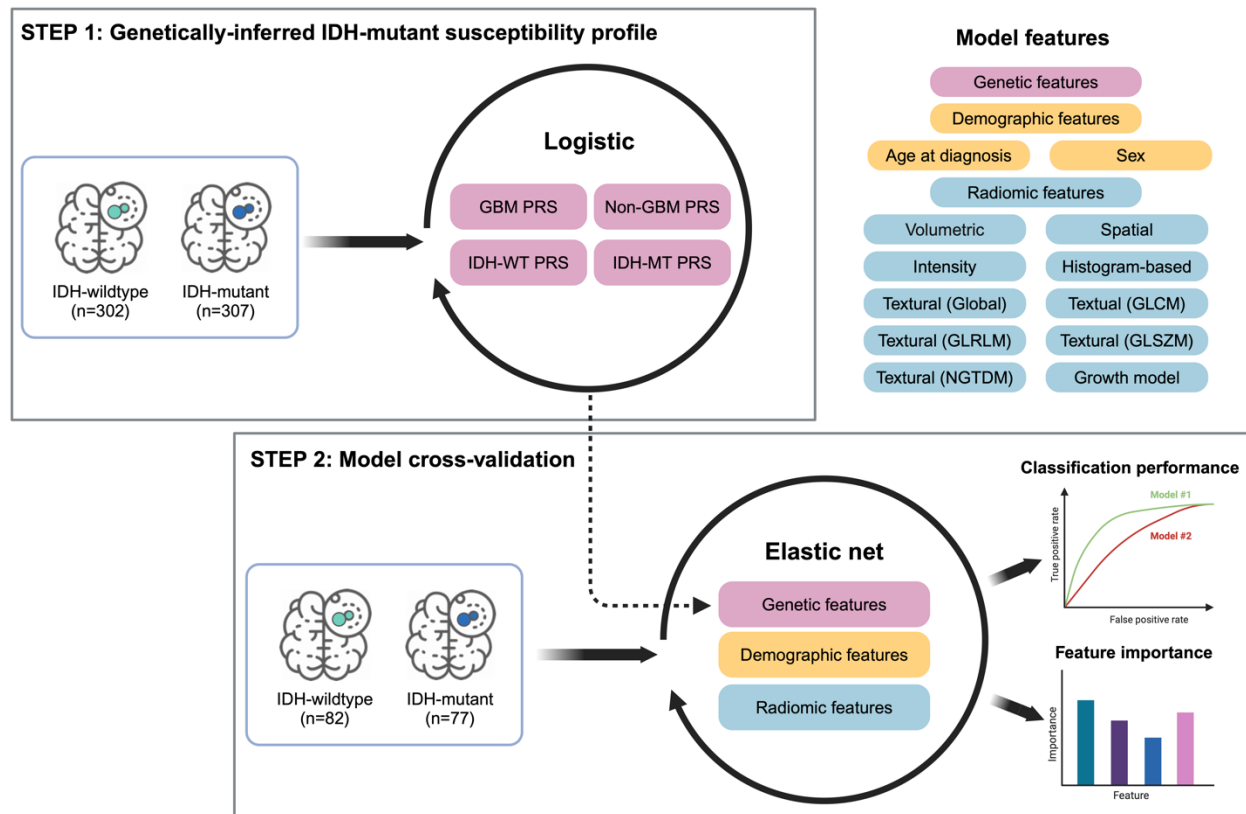 STEP 1: Genetically-inferred IDH-mutant susceptibility profile
IDH-wildtype
(n=302)
IDH-mutant
(n=307)
Logistic
GBM PRS
Non-GBM PRS
IDH-WT PRS
IDH-MT PRS
Model features
Genetic features
Demographic features
Age at diagnosis
Sex
Radiomic features
Volumetric
Spatial
Intensity
Histogram-based
Textural (Global)
Textual (GLCM)
Textural (GLRLM)
Textural (GLSZM)
Textural (NGTDM)
Growth model
STEP 2: Model cross-validation
IDH-wildtype
(n=82)
IDH-mutant
(n=77)
Elastic net
Genetic features
Demographic features
Radiomic features
Classification performance
True positive rate
Model #1
Model #2
False positive rate
Feature importance
Importance
Feature